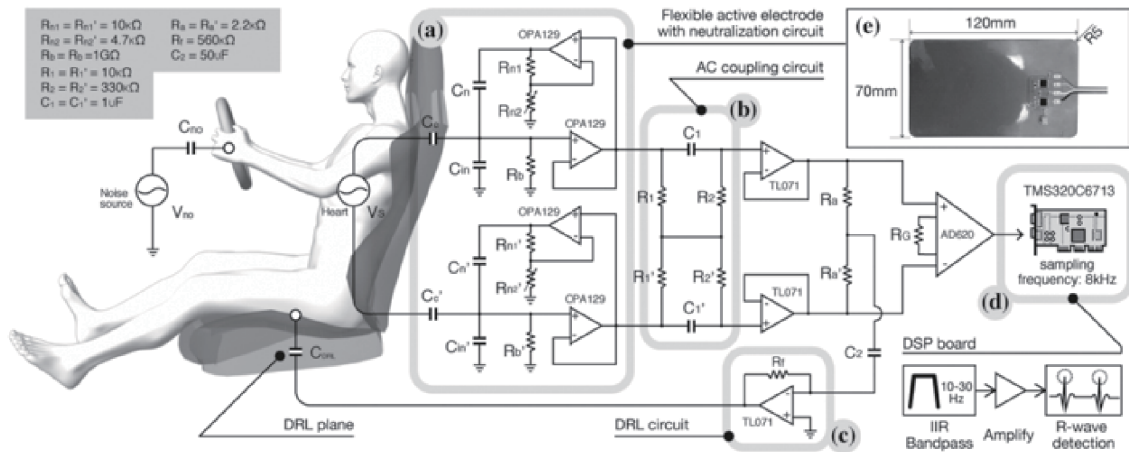 Rn1 = Rn1' = 10KΩ
Rn2 = Rn2' = 4.7KΩ
Rb = Rb =1GΩ
R1 = R1' = 10KΩ
R2 = R2' = 330KΩ
C1 = C1' = 1uF
Ra = Ra' = 2.2KΩ
Rf = 560KΩ
C2 = 50uF
(a)
Flexible active electrode
with neutralization circuit
AC coupling circuit
(b)
120mm
R5
70mm
(e)
OPA129
Rn1
Cn
Rn2
Cno
Noise
source
Vno
Heart
Vs
Cin
Rb
OPA129
C1
R1
R2
TL071
Ra
OPA129
Rn1'
Cn'
Rn2'
Cin'
Rb'
OPA129
R1'
R2'
C1'
TL071
Ra'
RG
AD620
TMS320C6713
sampling
frequency: 8kHz
(d)
DSP board
C2
Rf
TL071
(c)
DRL plane
DRL circuit
10-30
Hz
IIR
Bandpass
Amplify
R-wave
detection